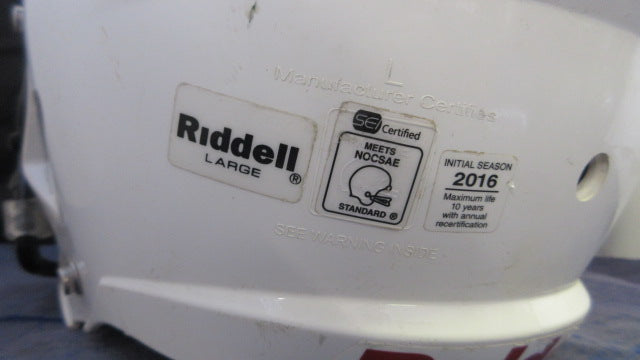 L
Manufacturer Certifies
Riddell
LARGE
®
SEI Certified
MEETS
NOCSAE
STANDARD ®
INITIAL SEASON
2016
Maximum life
10 years
with annual
recertification
SEE WARNING INSIDE